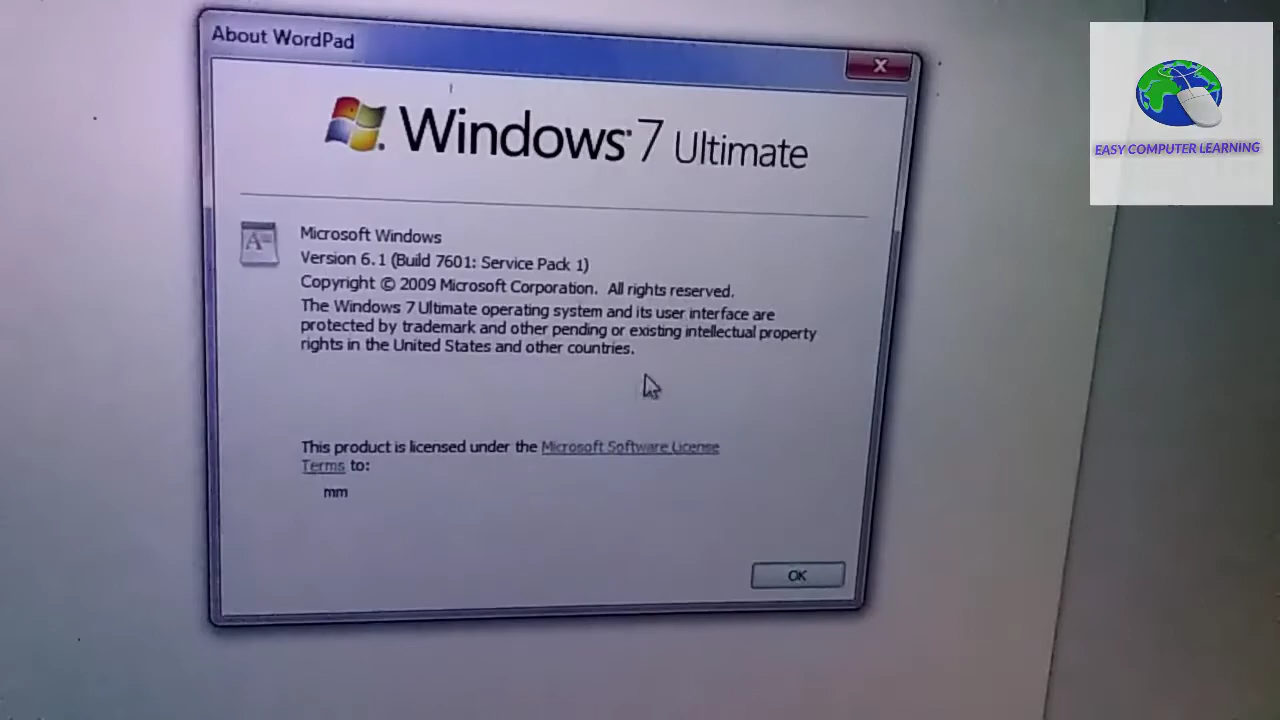 About WordPad
EASY COMPUTER LEARNING
Windows 7 Ultimate
Microsoft Windows
Version 6.1 (Build 7601: Service Pack 1)
Copyright © 2009 Microsoft Corporation. All rights reserved.
The Windows 7 Ultimate operating system and its user interface are
protected by trademark and other pending or existing intellectual property
rights in the United States and other countries.
This product is licensed under the Microsoft Software License
Terms to:
mm
OK